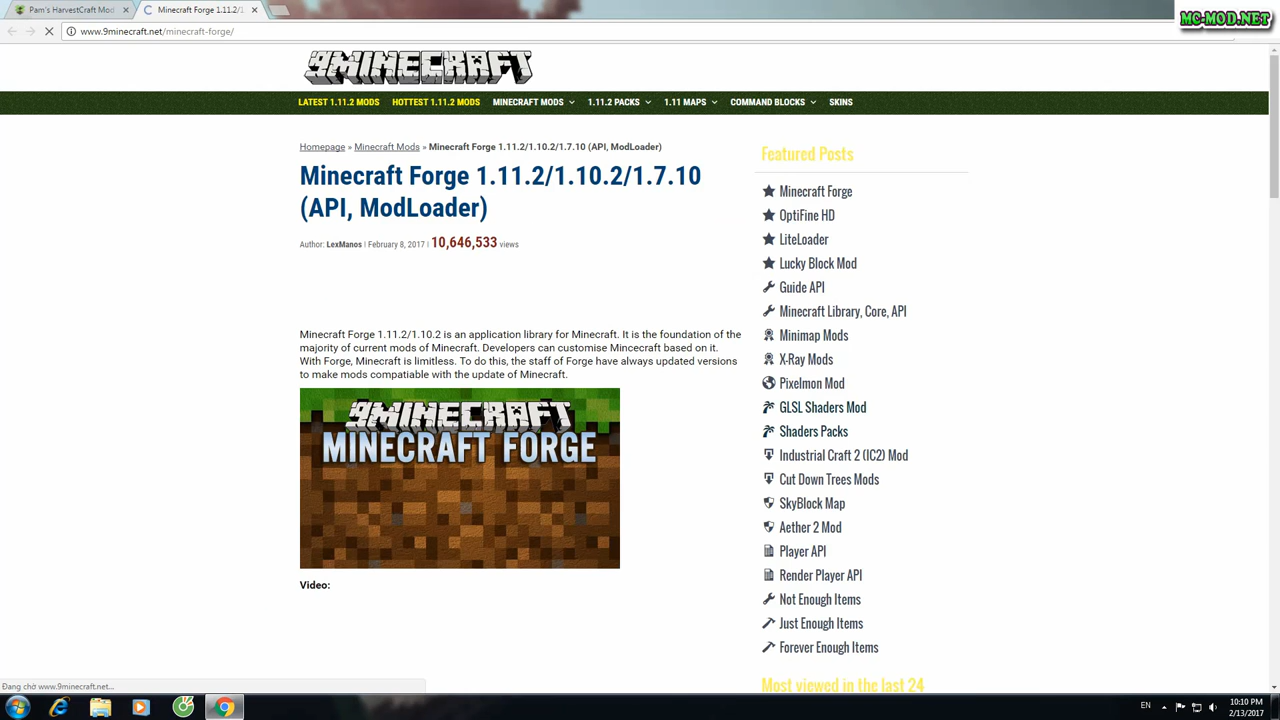 Pam's HarvestCraft Mod
Minecraft Forge 1.11.2/1
MC-MOD.NET
www.9minecraft.net/minecraft-forge/
9MINECRAFT
LATEST 1.11.2 MODS HOTTEST 1.11.2 MODS MINECRAFT MODS 1.11.2 PACKS 1.11 MAPS COMMAND BLOCKS SKINS
Homepage » Minecraft Mods » Minecraft Forge 1.11.2/1.10.2/1.7.10 (API, ModLoader)
Minecraft Forge 1.11.2/1.10.2/1.7.10
(API, ModLoader)
Author: LexManos | February 8, 2017 | 10,646,533 views
Minecraft Forge 1.11.2/1.10.2 is an application library for Minecraft. It is the foundation of the
majority of current mods of Minecraft. Developers can customise Mincecraft based on it.
With Forge, Minecraft is limitless. To do this, the staff of Forge have always updated versions
to make mods compatiable with the update of Minecraft.
9MINECRAFT
MINECRAFT FORGE
Video:
Featured Posts
Minecraft Forge
OptiFine HD
LiteLoader
Lucky Block Mod
Guide API
Minecraft Library, Core, API
Minimap Mods
X-Ray Mods
Pixelmon Mod
GLSL Shaders Mod
Shaders Packs
Industrial Craft 2 (IC2) Mod
Cut Down Trees Mods
SkyBlock Map
Aether 2 Mod
Player API
Render Player API
Not Enough Items
Just Enough Items
Forever Enough Items
Most viewed in the last 24
Đang chờ www.9minecraft.net...
EN
10:10 PM
2/13/2017